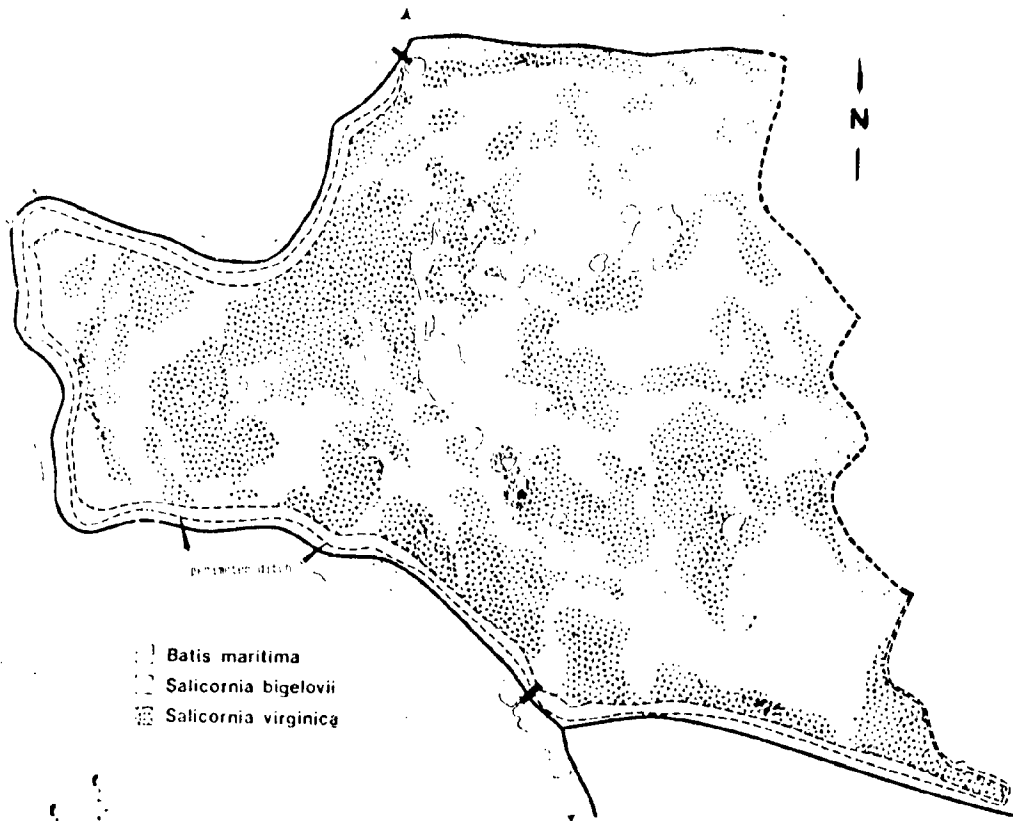 N
perimeter ditch
Batis maritima
Salicornia bigelovii
Salicornia virginica